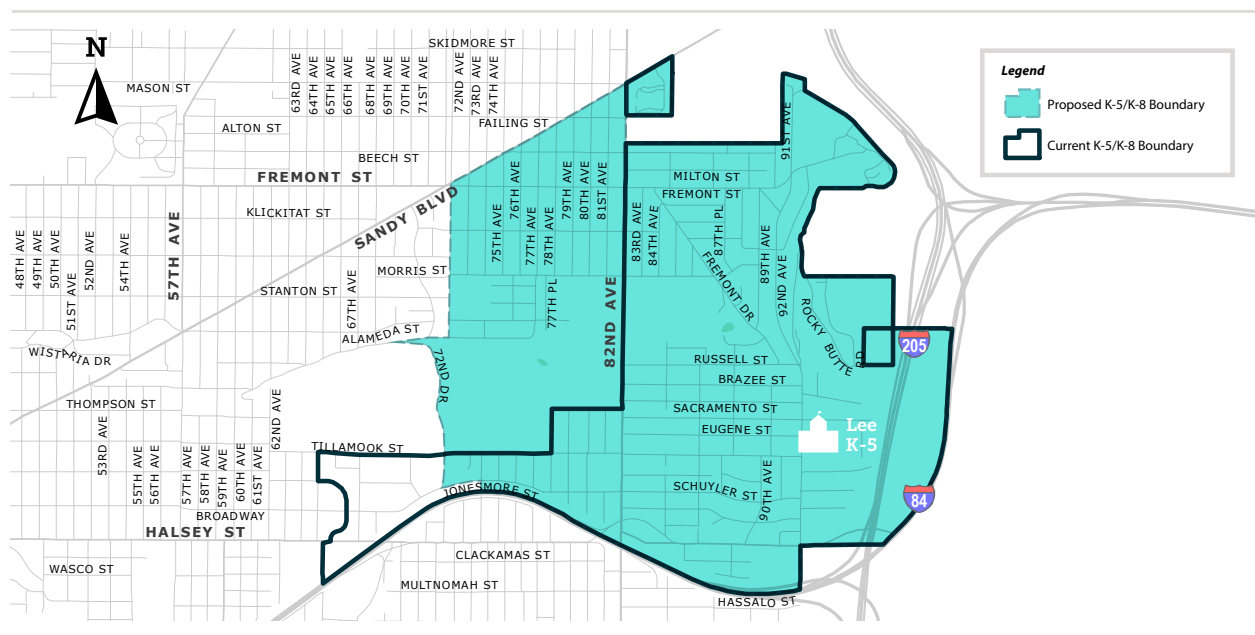 N
SKIDMORE ST
MASON ST
63RD AVE
64TH AVE
65TH AVE
66TH AVE
68TH AVE
69TH AVE
70TH AVE
71ST AVE
72ND AVE
73RD AVE
74TH AVE
ALTON ST
FAILING ST
BEECH ST
FREMONT ST
KLICKITAT ST
SANDY BLVD
57TH AVE
48TH AVE
49TH AVE
50TH AVE
51ST AVE
52ND AVE
54TH AVE
MORRIS ST
STANTON ST
67TH AVE
ALAMEDA ST
WISTARIA DR
72ND DR
THOMPSON ST
62ND AVE
53RD AVE
TILLAMOOK ST
55TH AVE
56TH AVE
57TH AVE
58TH AVE
59TH AVE
60TH AVE
61ST AVE
BROADWAY
HALSEY ST
JONESMORE ST
WASCO ST
CLACKAMAS ST
MULTNOMAH ST
HASSALO ST
75TH AVE
76TH AVE
77TH AVE
78TH AVE
79TH AVE
80TH AVE
81ST AVE
77TH PL
82ND AVE
83RD AVE
84TH AVE
MILTON ST
FREMONT ST
87TH PL
89TH AVE
91ST AVE
92ND AVE
FREMONT DR
ROCKY BUTTE RD
RUSSELL ST
BRAZEE ST
SACRAMENTO ST
EUGENE ST
SCHUYLER ST
90TH AVE
Lee
K-5
205
84
Legend
Proposed K-5/K-8 Boundary
Current K-5/K-8 Boundary